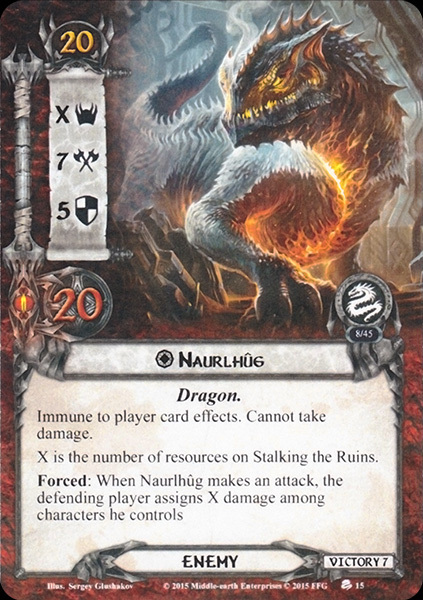 20
X
7
5
20
8/45
Naurlhûg
Dragon.
Immune to player card effects. Cannot take
damage.
X is the number of resources on Stalking the Ruins.
Forced: When Naurlhûg makes an attack, the
defending player assigns X damage among
characters he controls
ENEMY
VICTORY 7
Illus. Sergey Glushakov
© 2015 Middle-earth Enterprises © 2015 FFG
15